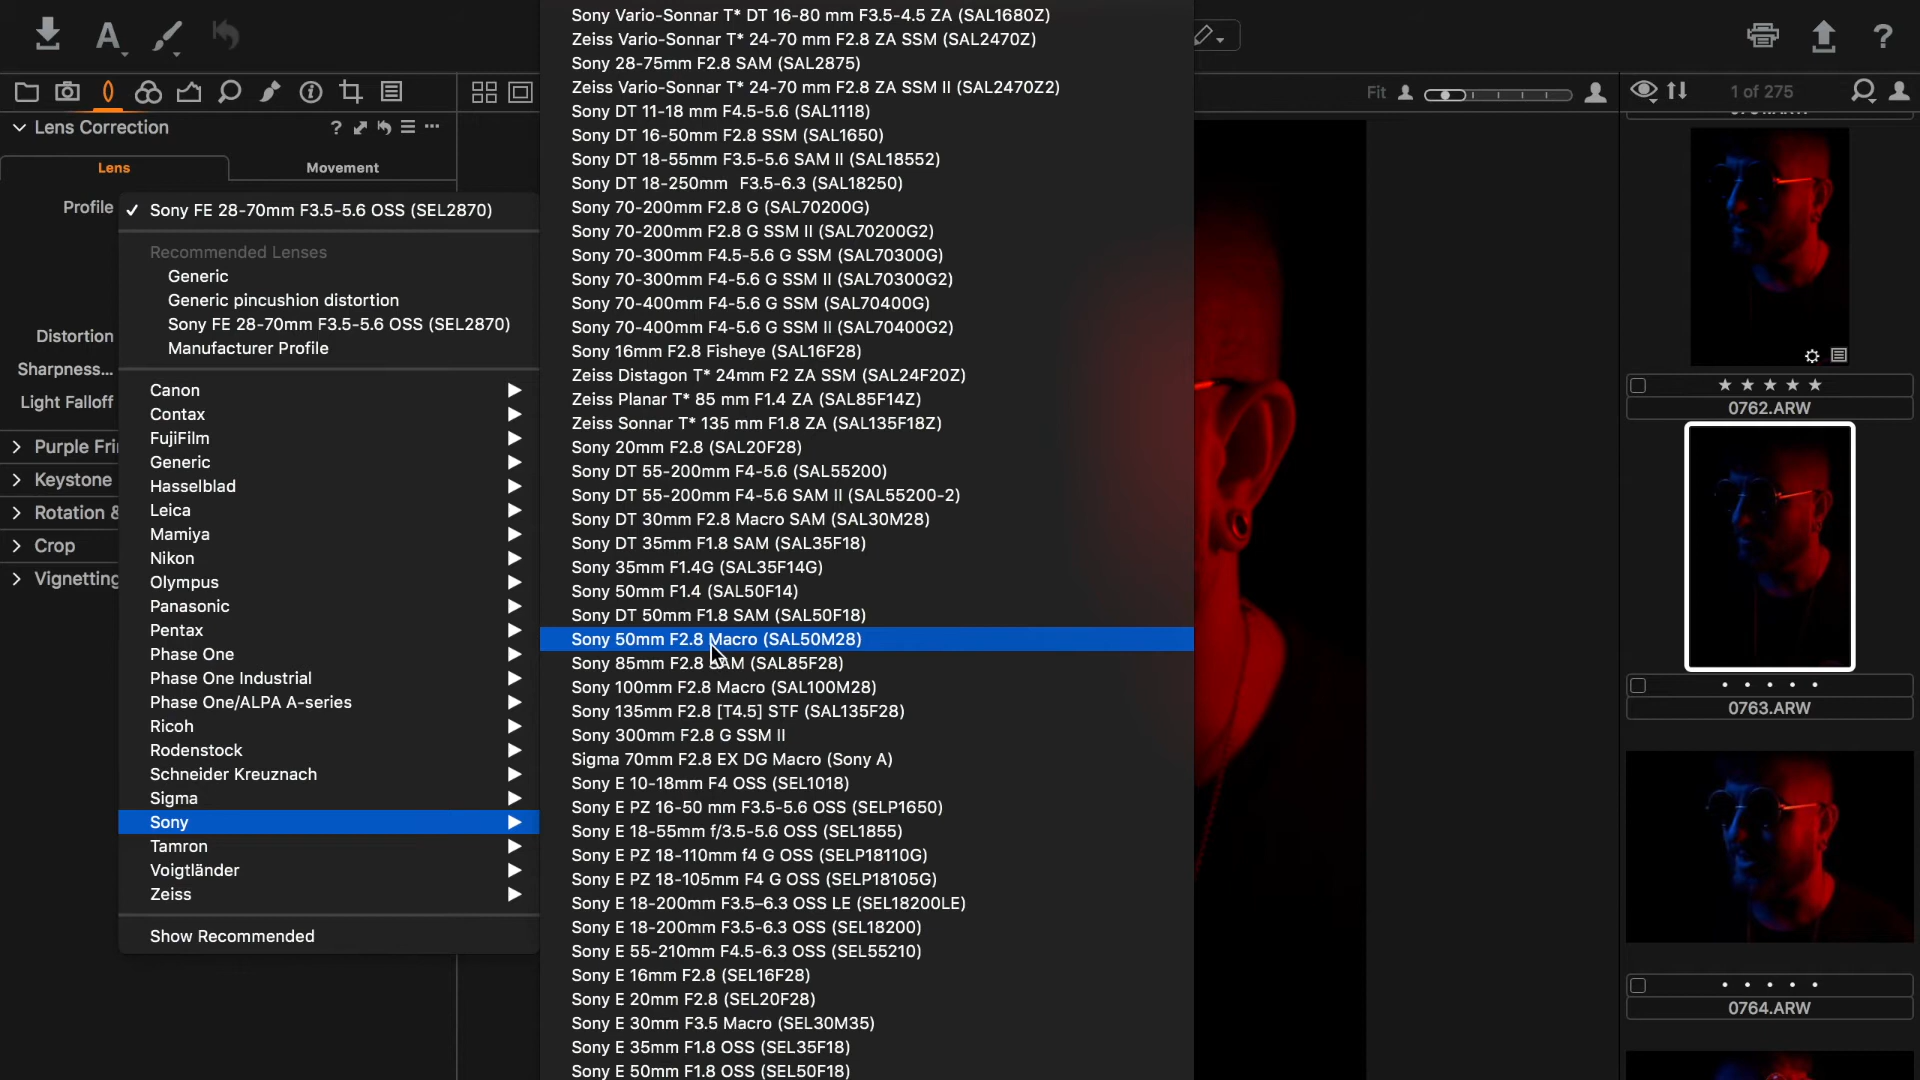 Fit
1 of 275
Lens Correction
Lens
Movement
Profile
Distortion
Sharpness...
Light Falloff
Purple Fri
Keystone
Rotation &
Crop
Vignetting
✓ Sony FE 28-70mm F3.5-5.6 OSS (SEL2870)
Recommended Lenses
Generic
Generic pincushion distortion
Sony FE 28-70mm F3.5-5.6 OSS (SEL2870)
Manufacturer Profile
Canon
Contax
FujiFilm
Generic
Hasselblad
Leica
Mamiya
Nikon
Olympus
Panasonic
Pentax
Phase One
Phase One Industrial
Phase One/ALPA A-series
Ricoh
Rodenstock
Schneider Kreuznach
Sigma
Sony
Tamron
Voigtländer
Zeiss
Show Recommended
Sony Vario-Sonnar T* DT 16-80 mm F3.5-4.5 ZA (SAL1680Z)
Zeiss Vario-Sonnar T* 24-70 mm F2.8 ZA SSM (SAL2470Z)
Sony 28-75mm F2.8 SAM (SAL2875)
Zeiss Vario-Sonnar T* 24-70 mm F2.8 ZA SSM II (SAL2470Z2)
Sony DT 11-18 mm F4.5-5.6 (SAL1118)
Sony DT 16-50mm F2.8 SSM (SAL1650)
Sony DT 18-55mm F3.5-5.6 SAM II (SAL18552)
Sony DT 18-250mm F3.5-6.3 (SAL18250)
Sony 70-200mm F2.8 G (SAL70200G)
Sony 70-200mm F2.8 G SSM II (SAL70200G2)
Sony 70-300mm F4.5-5.6 G SSM (SAL70300G)
Sony 70-300mm F4-5.6 G SSM II (SAL70300G2)
Sony 70-400mm F4-5.6 G SSM (SAL70400G)
Sony 70-400mm F4-5.6 G SSM II (SAL70400G2)
Sony 16mm F2.8 Fisheye (SAL16F28)
Zeiss Distagon T* 24mm F2 ZA SSM (SAL24F20Z)
Zeiss Planar T* 85 mm F1.4 ZA (SAL85F14Z)
Zeiss Sonnar T* 135 mm F1.8 ZA (SAL135F18Z)
Sony 20mm F2.8 (SAL20F28)
Sony DT 55-200mm F4-5.6 (SAL55200)
Sony DT 55-200mm F4-5.6 SAM II (SAL55200-2)
Sony DT 30mm F2.8 Macro SAM (SAL30M28)
Sony DT 35mm F1.8 SAM (SAL35F18)
Sony 35mm F1.4G (SAL35F14G)
Sony 50mm F1.4 (SAL50F14)
Sony DT 50mm F1.8 SAM (SAL50F18)
Sony 50mm F2.8 Macro (SAL50M28)
Sony 85mm F2.8 SAM (SAL85F28)
Sony 100mm F2.8 Macro (SAL100M28)
Sony 135mm F2.8 [T4.5] STF (SAL135F28)
Sony 300mm F2.8 G SSM II
Sigma 70mm F2.8 EX DG Macro (Sony A)
Sony E 10-18mm F4 OSS (SEL1018)
Sony E PZ 16-50 mm F3.5-5.6 OSS (SELP1650)
Sony E 18-55mm f/3.5-5.6 OSS (SEL1855)
Sony E PZ 18-110mm f4 G OSS (SELP18110G)
Sony E PZ 18-105mm F4 G OSS (SELP18105G)
Sony E 18-200mm F3.5–6.3 OSS LE (SEL18200LE)
Sony E 18-200mm F3.5-6.3 OSS (SEL18200)
Sony E 55-210mm F4.5-6.3 OSS (SEL55210)
Sony E 16mm F2.8 (SEL16F28)
Sony E 20mm F2.8 (SEL20F28)
Sony E 30mm F3.5 Macro (SEL30M35)
Sony E 35mm F1.8 OSS (SEL35F18)
Sony E 50mm F1.8 OSS (SEL50F18)
0762.ARW
0763.ARW
0764.ARW